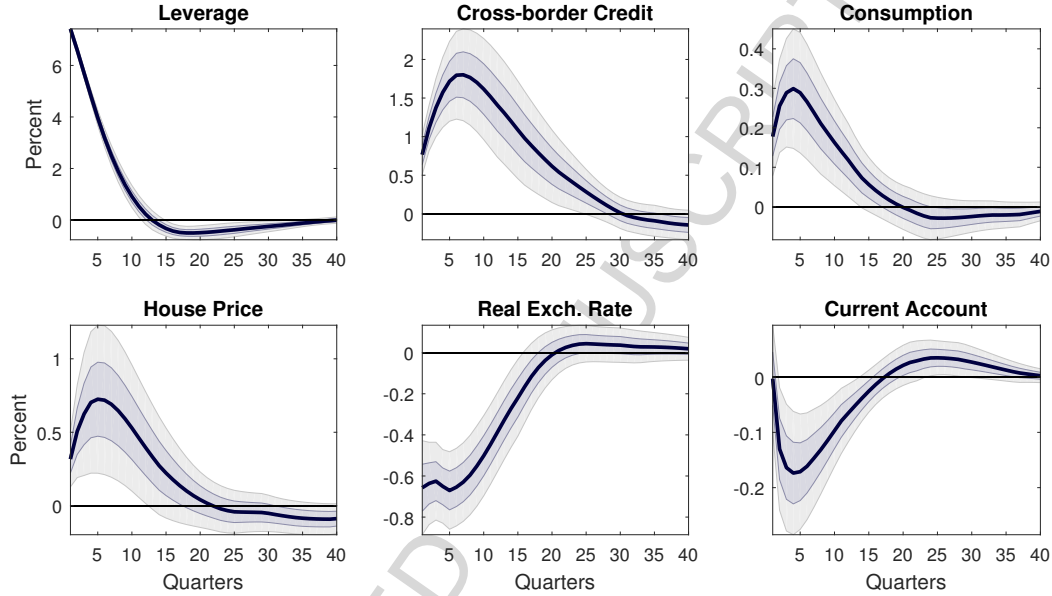 Leverage
Cross-border Credit
Consumption
Percent
6
4
2
0
5 10 15 20 25 30 35 40
2
1.5
1
0.5
0
5 10 15 20 25 30 35 40
0.4
0.3
0.2
0.1
0
5 10 15 20 25 30 35 40
House Price
Real Exch. Rate
Current Account
Percent
1
0.5
0
5 10 15 20 25 30 35 40
Quarters
0
-0.2
-0.4
-0.6
-0.8
5 10 15 20 25 30 35 40
Quarters
0
-0.1
-0.2
5 10 15 20 25 30 35 40
Quarters